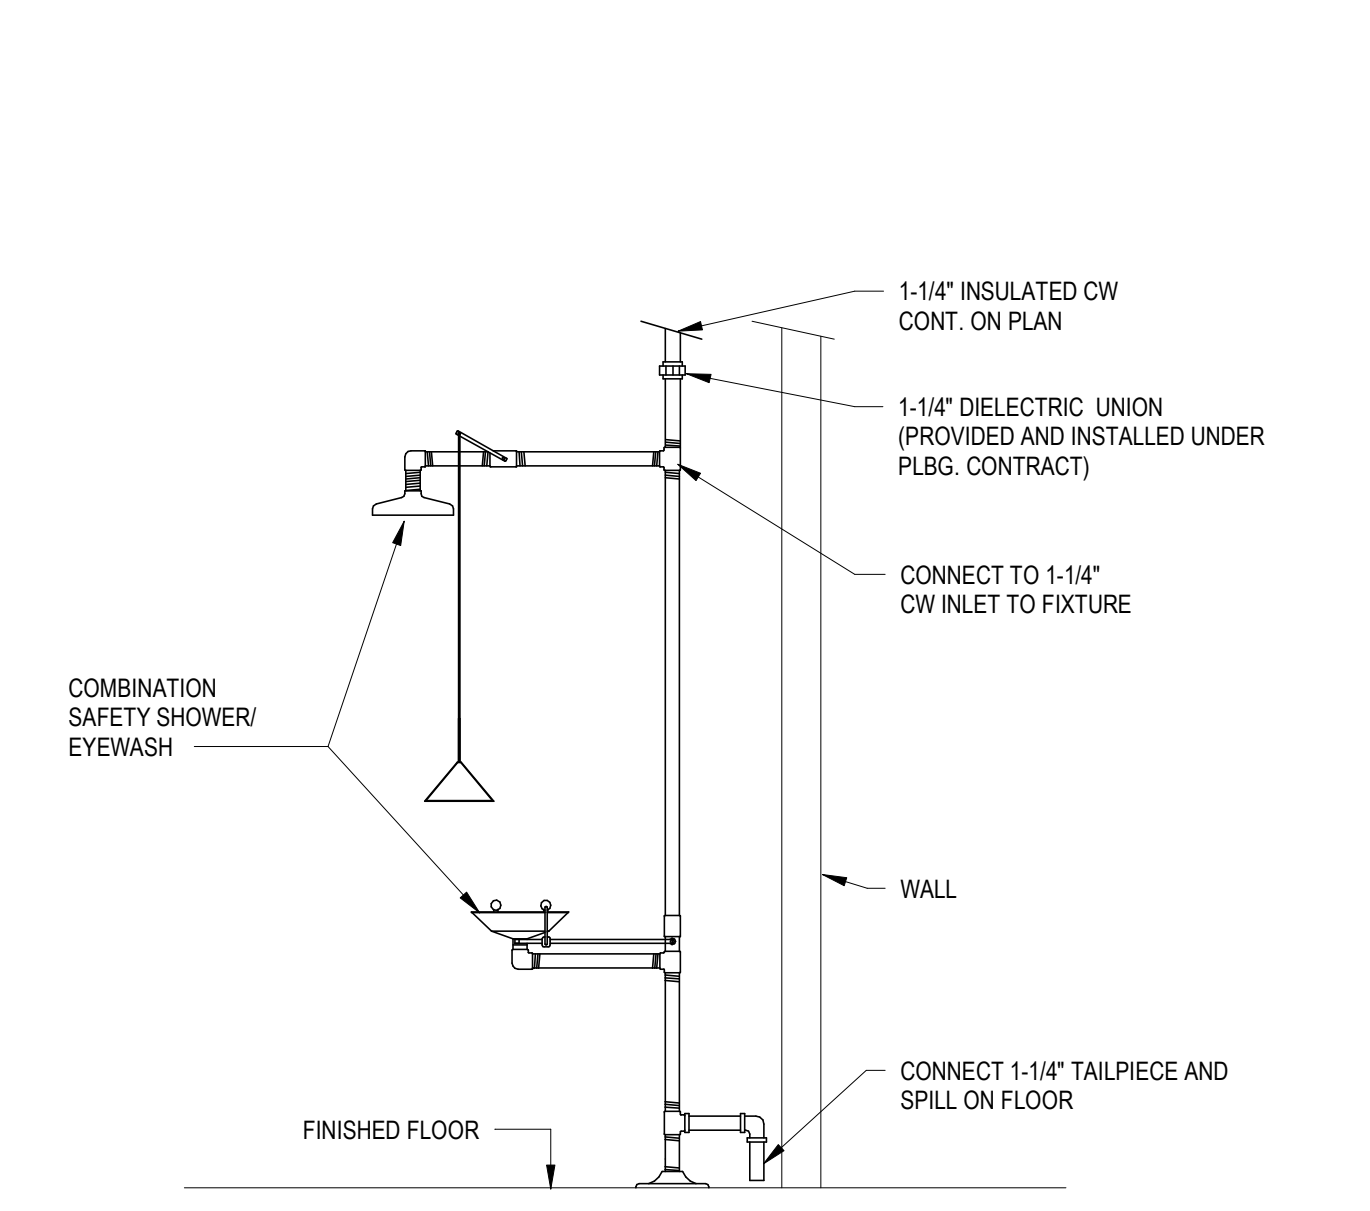 1-1/4" INSULATED CW
CONT. ON PLAN
1-1/4" DIELECTRIC  UNION
(PROVIDED AND INSTALLED UNDER
PLBG. CONTRACT)
CONNECT TO 1-1/4"
CW INLET TO FIXTURE
COMBINATION
SAFETY SHOWER/
EYEWASH
WALL
CONNECT 1-1/4" TAILPIECE AND
SPILL ON FLOOR
FINISHED FLOOR